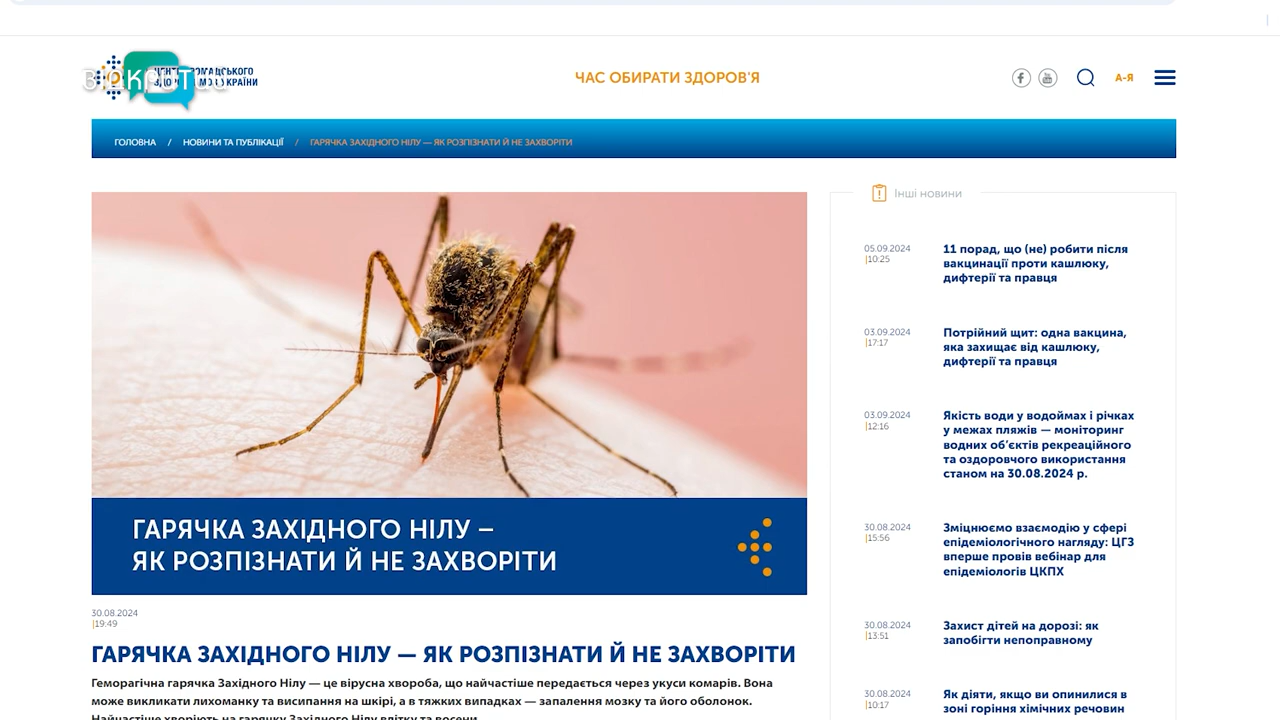 ЧАС ОБИРАТИ ЗДОРОВ'Я
А-Я
ГОЛОВНА / НОВИНИ ТА ПУБЛІКАЦІЇ / ГАРЯЧКА ЗАХІДНОГО НІЛУ — ЯК РОЗПІЗНАТИ Й НЕ ЗАХВОРІТИ
ГАРЯЧКА ЗАХІДНОГО НІЛУ –
ЯК РОЗПІЗНАТИ Й НЕ ЗАХВОРІТИ
30.08.2024
|19:49
ГАРЯЧКА ЗАХІДНОГО НІЛУ — ЯК РОЗПІЗНАТИ Й НЕ ЗАХВОРІТИ
Геморагічна гарячка Західного Нілу — це вірусна хвороба, що найчастіше передається через укуси комарів. Вона
може викликати лихоманку та висипання на шкірі, а в тяжких випадках — запалення мозку та його оболонок.
Найчастіше хворіють на гарячку Західного Нілу влітку та восени.
Інші новини
05.09.2024
|10:25
11 порад, що (не) робити після
вакцинації проти кашлюку,
дифтерії та правця
03.09.2024
|17:17
Потрійний щит: одна вакцина,
яка захищає від кашлюку,
дифтерії та правця
03.09.2024
|12:16
Якість води у водоймах і річках
у межах пляжів — моніторинг
водних об’єктів рекреаційного
та оздоровчого використання
станом на 30.08.2024 р.
30.08.2024
|15:56
Зміцнюємо взаємодію у сфері
епідеміологічного нагляду: ЦГЗ
вперше провів вебінар для
епідеміологів ЦКПХ
30.08.2024
|13:51
Захист дітей на дорозі: як
запобігти непоправному
30.08.2024
|10:17
Як діяти, якщо ви опинилися в
зоні горіння хімічних речовин